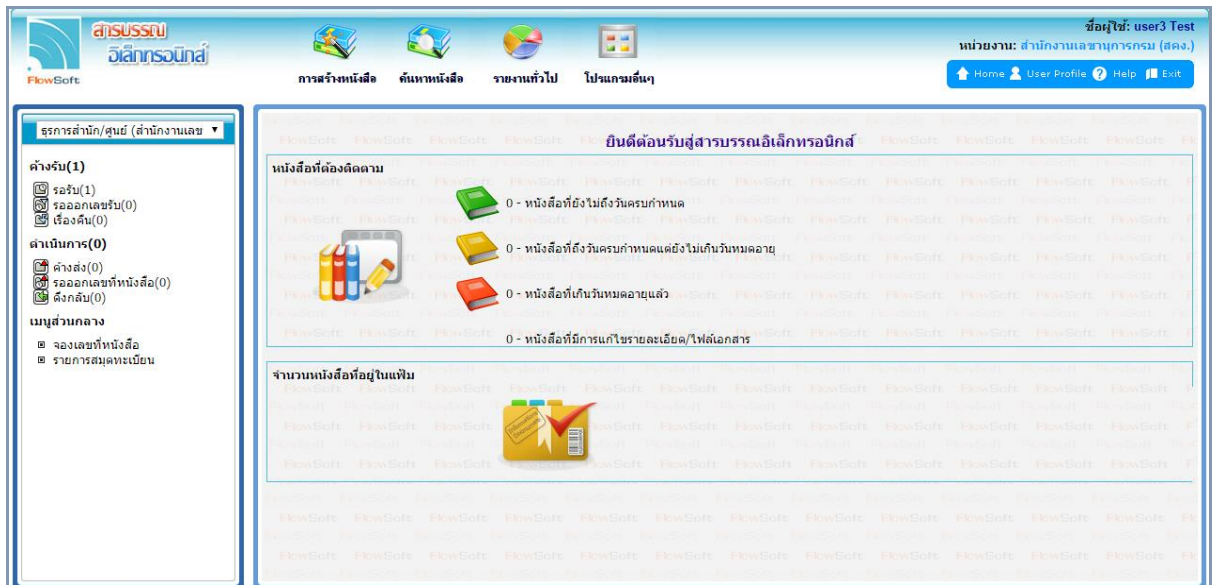 สารบรรณ
อิเล็กทรอนิกส์
FlowSoft
การสร้างหนังสือ
ค้นหาหนังสือ
รายงานทั่วไป
โปรแกรมอื่นๆ
ชื่อผู้ใช้: user3 Test
หน่วยงาน: สำนักงานเลขานุการกรม (สดง.)
Home User Profile Help Exit
ธุรการสำนัก/ศูนย์ (สำนักงานเลข
ค้างรับ(1)
รอรับ(1)
รอออกเลขรับ(0)
เรื่องคืน(0)
ดำเนินการ(0)
ค้างส่ง(0)
รอออกเลขที่หนังสือ(0)
ดึงกลับ(0)
เมนูส่วนกลาง
จองเลขที่หนังสือ
รายการสมุดทะเบียน
ยินดีต้อนรับสู่สารบรรณอิเล็กทรอนิกส์
หนังสือที่ต้องติดตาม
0 - หนังสือที่ยังไม่ถึงวันครบกำหนด
0 - หนังสือที่ถึงวันครบกำหนดแต่ยังไม่เกินวันหมดอายุ
0 - หนังสือที่เกินวันหมดอายุแล้ว
0 - หนังสือที่มีการแก้ไขรายละเอียด/ไฟล์เอกสาร
จำนวนหนังสือที่อยู่ในแฟ้ม